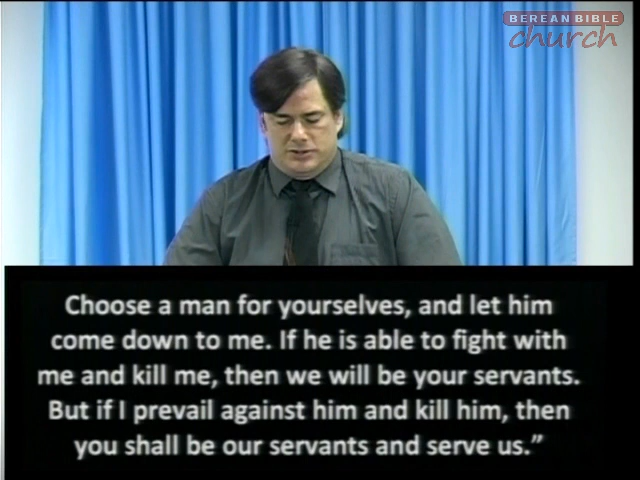 BEREAN BIBLE
church
Choose a man for yourselves, and let him
come down to me. If he is able to fight with
me and kill me, then we will be your servants.
But if I prevail against him and kill him, then
you shall be our servants and serve us.”